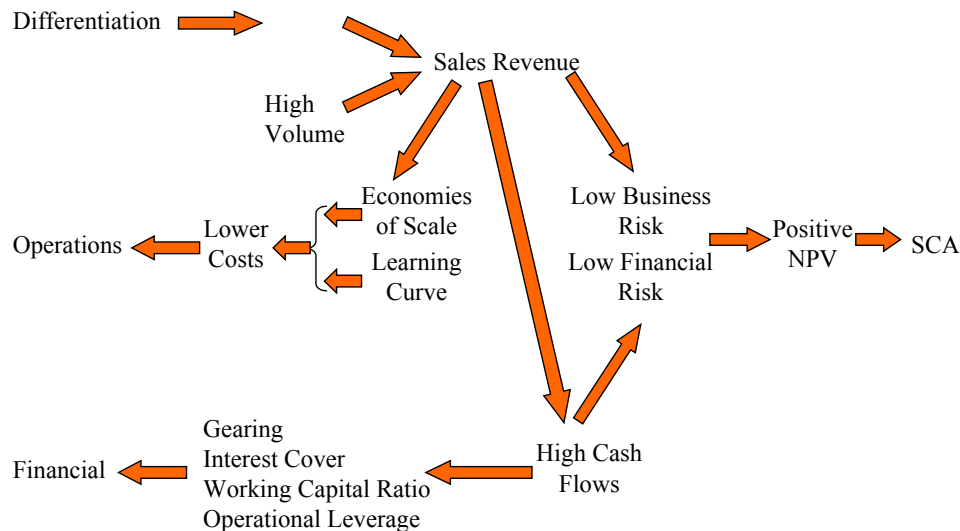 Differentiation
Sales Revenue
High
Volume
Economies
of Scale
Low Business
Risk
Operations
Lower
Costs
Learning
Curve
Low Financial
Risk
Positive
NPV
SCA
Gearing
Interest Cover
Working Capital Ratio
Operational Leverage
Financial
High Cash
Flows